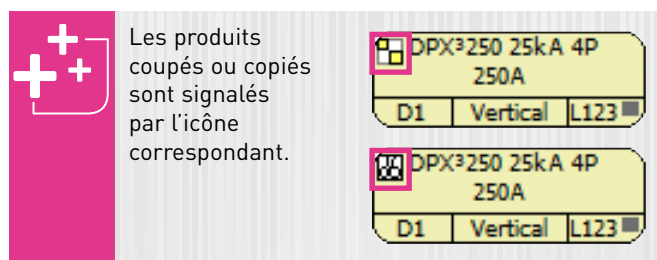 Les produits
coupés ou copiés
sont signalés
par l'icône
correspondant.
DPX³250 25kA 4P
250A
D1 Vertical L123
DPX³250 25kA 4P
250A
D1 Vertical L123